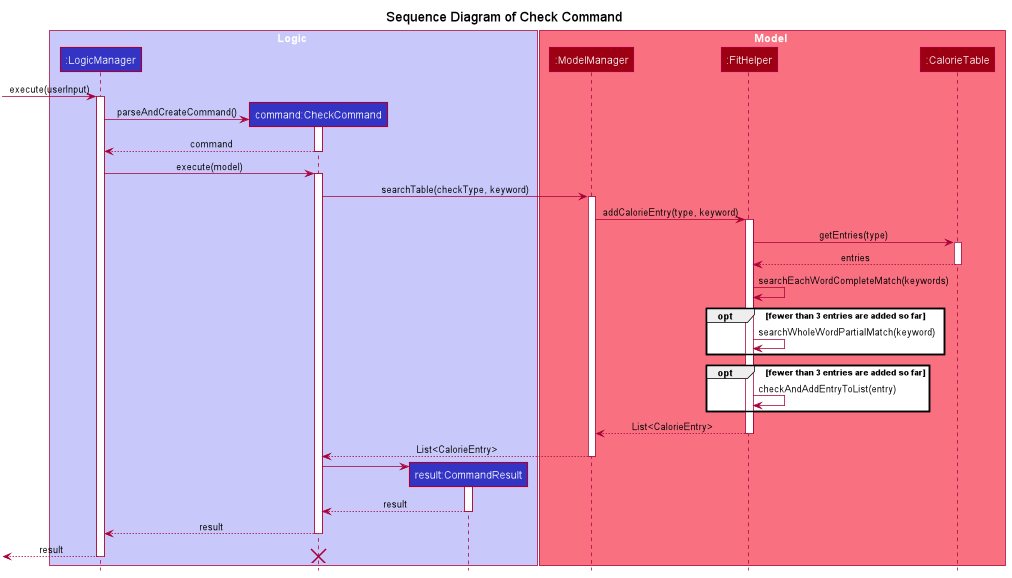 Sequence Diagram of Check Command
Logic
Model
:LogicManager
:ModelManager
:FitHelper
:CalorieTable
execute(userInput)
parseAndCreateCommand()
command:CheckCommand
command
execute(model)
searchTable(checkType, keyword)
addCalorieEntry(type, keyword)
getEntries(type)
entries
searchEachWordCompleteMatch(keywords)
opt
[fewer than 3 entries are added so far]
searchWholeWordPartialMatch(keyword)
opt
[fewer than 3 entries are added so far]
checkAndAddEntryToList(entry)
List<CalorieEntry>
List<CalorieEntry>
result:CommandResult
result
result
result